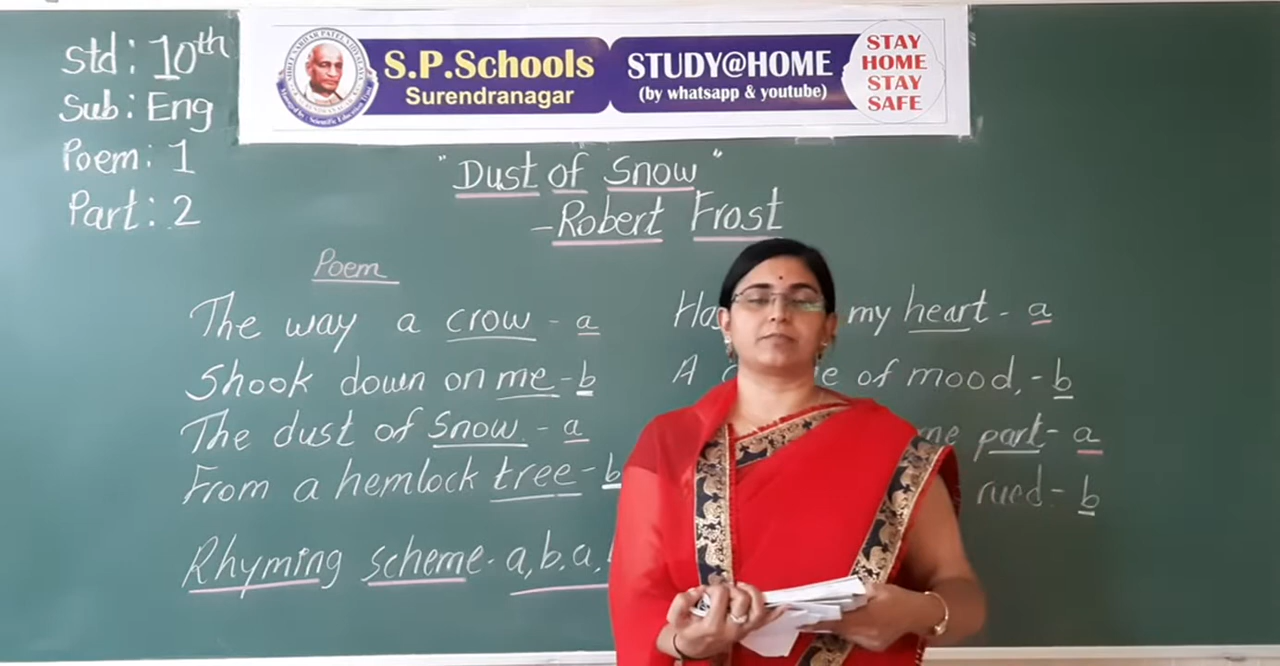 std: 10th
Sub: Eng
Poem: 1
Part: 2
S.P.Schools
Surendranagar
STUDY@HOME
(by whatsapp & youtube)
STAY
HOME
STAY
SAFE
"Dust of Snow"
- Robert Frost
Poem
The way a crow - a
Shook down on me - b
The dust of Snow. - a
From a hemlock tree - b
my heart - a
A of mood, - b
part - a
rued - b
Rhyming scheme - a, b, a,